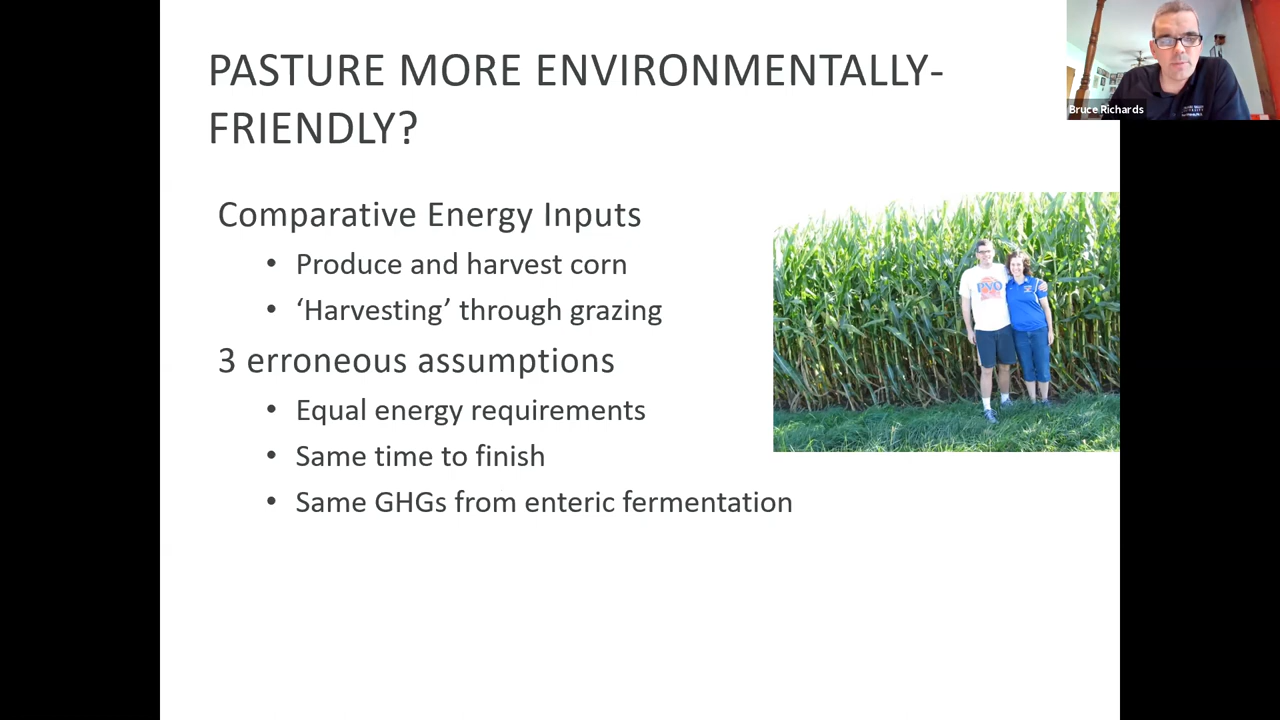 PASTURE MORE ENVIRONMENTALLY-
FRIENDLY?
Bruce Richards
Comparative Energy Inputs
• Produce and harvest corn
• ‘Harvesting’ through grazing
3 erroneous assumptions
• Equal energy requirements
• Same time to finish
• Same GHGs from enteric fermentation
PVO